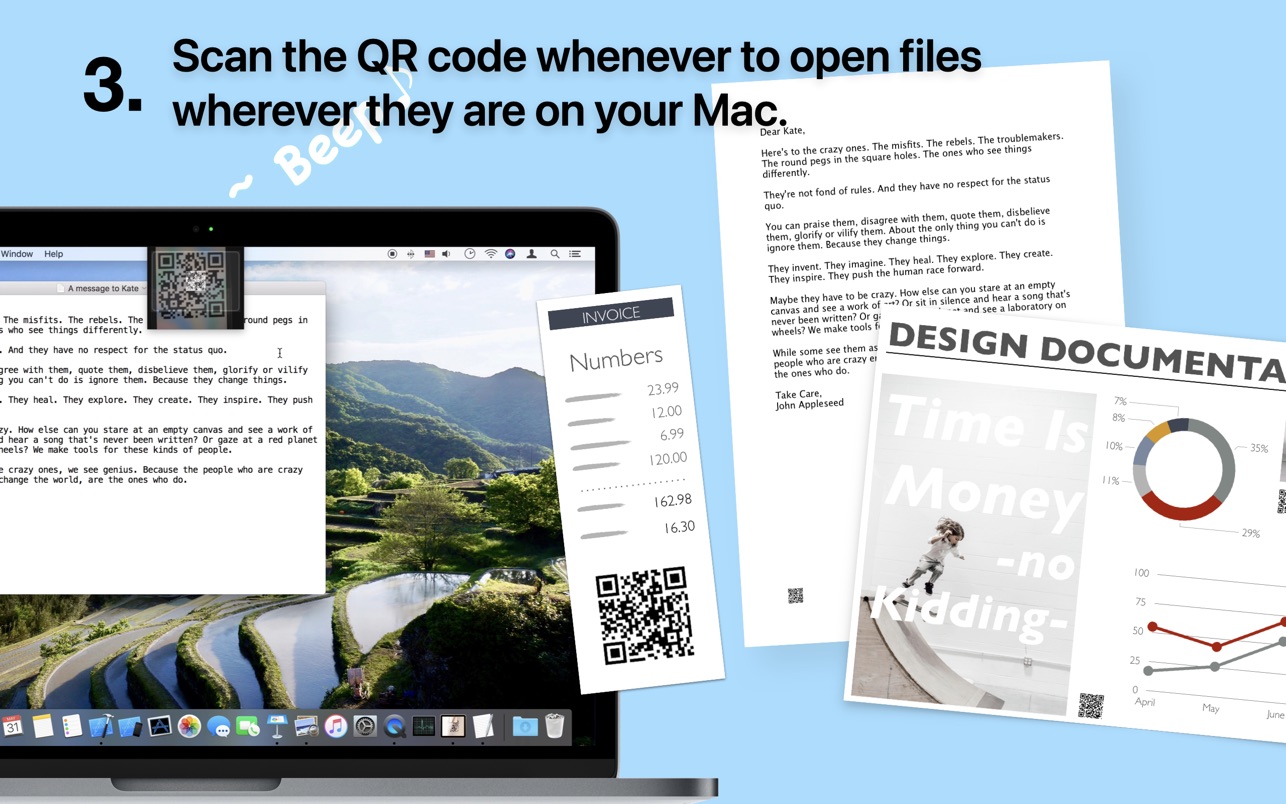 3.
Scan the QR code whenever to open files
wherever they are on your Mac.
~ Beep♪
Window Help
A message to Kate
The misfits. The rebels. The
round pegs in
s who see things differently.
. And they have no respect for the status quo.
gree with them, quote them, disbelieve them, glorify or vilify
g you can't do is ignore them. Because they change things.
. They heal. They explore. They create. They inspire. They push
zy. How else can you stare at an empty canvas and see a work of
d hear a song that's never been written? Or gaze at a red planet
heels? We make tools for these kinds of people.
e crazy ones, we see genius. Because the people who are crazy
change the world, are the ones who do.
31
INVOICE
Numbers
23.99
12.00
6.99
120.00
162.98
16.30
Dear Kate,
Here's to the crazy ones. The misfits. The rebels. The troublemakers.
The round pegs in the square holes. The ones who see things
differently.
They're not fond of rules. And they have no respect for the status
quo.
You can praise them, disagree with them, quote them, disbelieve
them, glorify or vilify them. About the only thing you can't do is
ignore them. Because they change things.
They invent. They imagine. They heal. They explore. They create.
They inspire. They push the human race forward.
Maybe they have to be crazy. How else can you stare at an empty
canvas and see a work of art? Or sit in silence and hear a song that's
never been written? Or ga
and see a laboratory on
wheels? We make tools f
While some see them as
people who are crazy e
the ones who do.
Take Care,
John Appleseed
DESIGN DOCUMENTA
Time Is
Money
-no
Kidding-
7%
8%
10%
11%
35%
29%
100
75
50
25
0
April
May
June